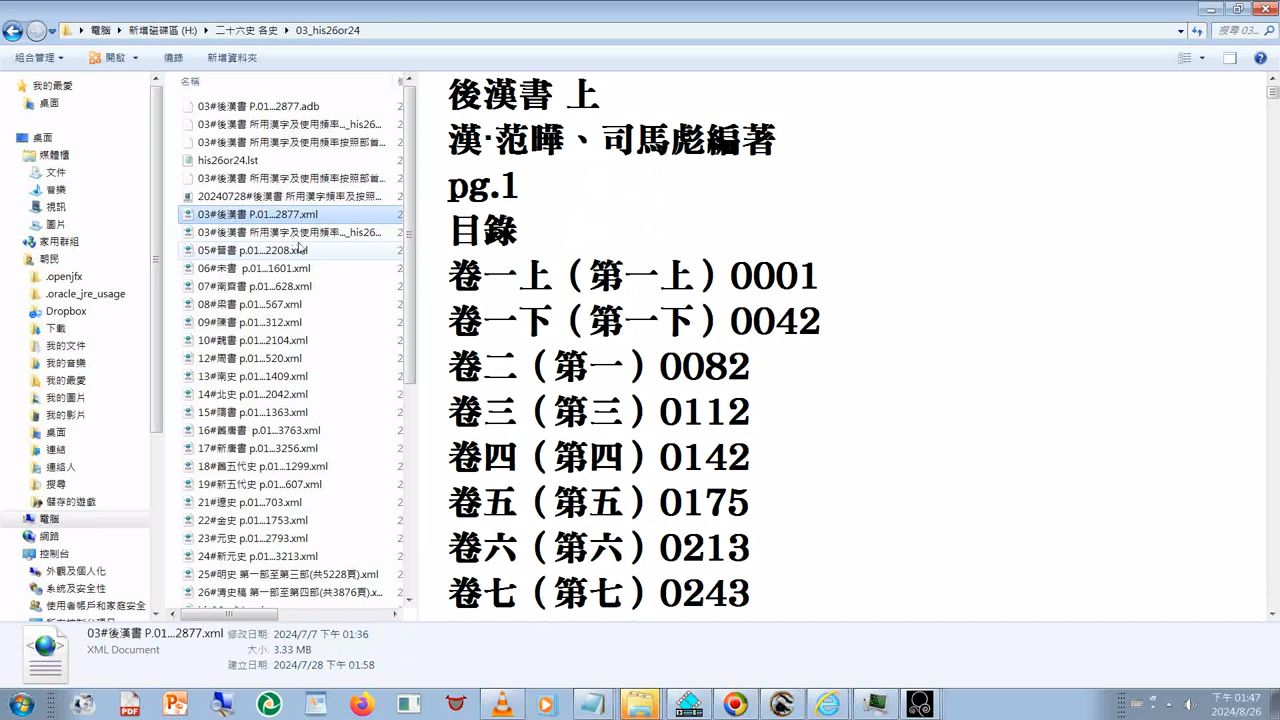 電腦 ▸ 新增磁碟區 (H:) ▸ 二十六史 各史 ▸ 03_his26or24
搜尋 03...
組合管理 開啟 燒錄 新增資料夾
我的最愛
桌面
桌面
媒體櫃
文件
音樂
視訊
圖片
家用群組
朝民
.openjfx
.oracle_jre_usage
Dropbox
下載
我的文件
我的音樂
我的最愛
我的圖片
我的影片
桌面
連結
連絡人
搜尋
儲存的遊戲
電腦
網路
控制台
外觀及個人化
系統及安全性
使用者帳戶和家庭安全
名稱
03#後漢書 P.01...2877.adb
03#後漢書 所用漢字及使用頻率..._his26...
03#後漢書 所用漢字及使用頻率按照部首...
his26or24.lst
03#後漢書 所用漢字及使用頻率按照部首...
20240728#後漢書 所用漢字頻率及按照...
03#後漢書 P.01...2877.xml
03#後漢書 所用漢字及使用頻率..._his26...
05#晉書 p.01...2208.xml
06#宋書 p.01...1601.xml
07#南齊書 p.01...628.xml
08#梁書 p.01...567.xml
09#陳書 p.01...312.xml
10#魏書 p.01...2104.xml
12#周書 p.01...520.xml
13#南史 p.01...1409.xml
14#北史 p.01...2042.xml
15#隋書 p.01...1363.xml
16#舊唐書 p.01...3763.xml
17#新唐書 p.01...3256.xml
18#舊五代史 p.01...1299.xml
19#新五代史 p.01...607.xml
21#遼史 p.01...703.xml
22#金史 p.01...1753.xml
23#元史 p.01...2793.xml
24#新元史 p.01...3213.xml
25#明史 第一部至第三部(共5228頁).xml
26#清史稿 第一部至第四部(共3876頁).x...
後漢書 上
漢·范曄、司馬彪編著
pg.1
目錄
卷一上（第一上）0001
卷一下（第一下）0042
卷二（第一）0082
卷三（第三）0112
卷四（第四）0142
卷五（第五）0175
卷六（第六）0213
卷七（第七）0243
03#後漢書 P.01...2877.xml 修改日期: 2024/7/7 下午 01:36
XML Document 大小: 3.33 MB
建立日期: 2024/7/28 下午 01:58
PDF
下午 01:47
2024/8/26